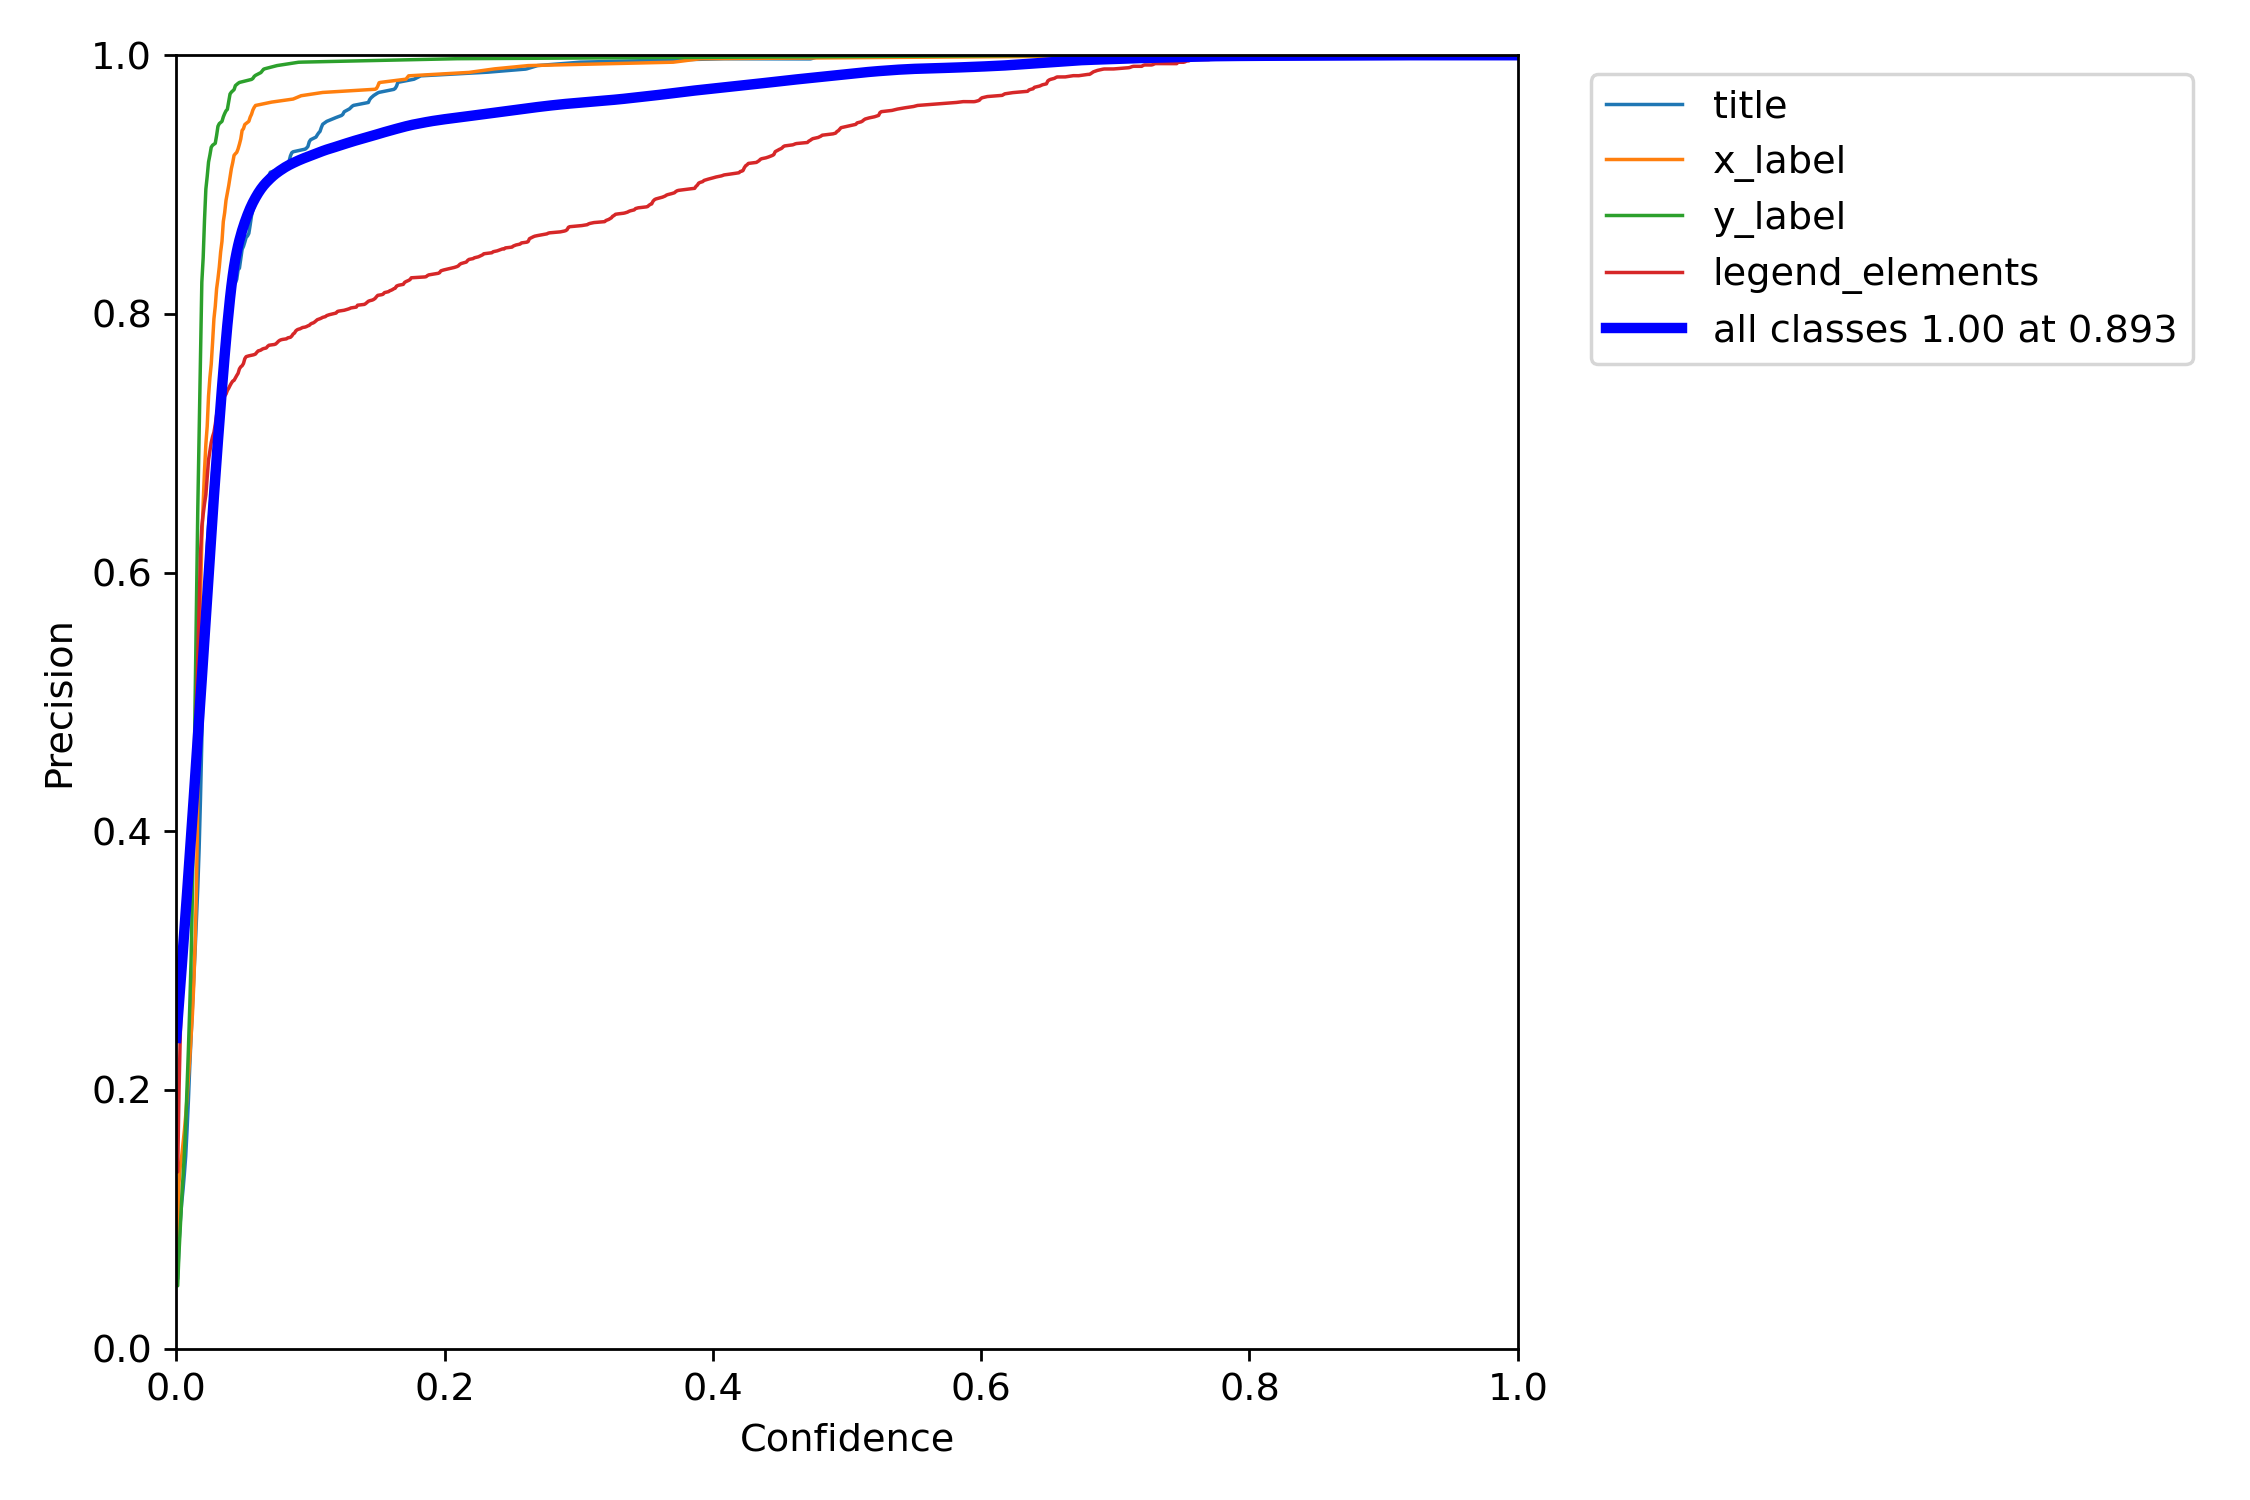 1.0
0.8
0.6
0.4
0.2
0.0
Precision
0.0 0.2 0.4 0.6 0.8 1.0
Confidence
title
x_label
y_label
legend_elements
all classes 1.00 at 0.893